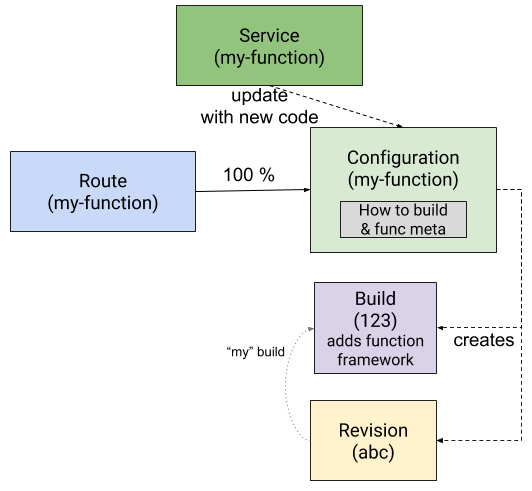 Service
(my-function)
update
with new code
Configuration
(my-function)
How to build
& func meta
Route
(my-function)
100 %
Build
(123)
adds function
framework
creates
“my” build
Revision
(abc)